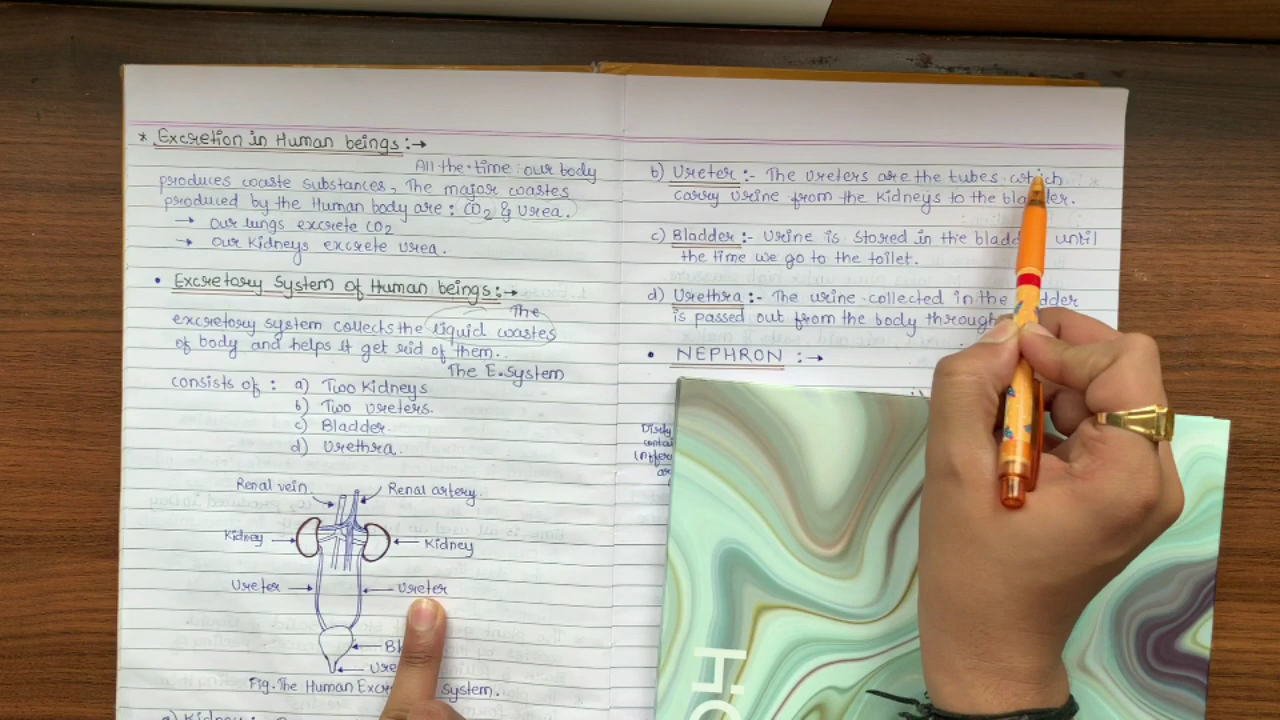 * Excretion in Human beings :→
All the time our body
produces waste substances, The major wastes
produced by the Human body are : CO2 & Urea.
→ our lungs excrete CO2
→ our Kidneys excrete urea.
• Excretory System of Human beings :→
The
excretory system collects the liquid wastes
of body and helps it get rid of them.
The E.system
consists of : a) Two Kidneys
b) Two ureters.
c) Bladder.
d) Urethra.
Renal vein
Renal artery.
Kidney
Kidney
Ureter
Ureter
Fig. The Human system.
a) Kidney :-
b) Ureter :- The Ureters are the tubes which
carry urine from the Kidneys to the bladder.
c) Bladder :- Urine is stored in the until
the time we go to the toilet.
d) Urethra :- The urine collected in the
is passed out from the body through
• NEPHRON :→
Dirty